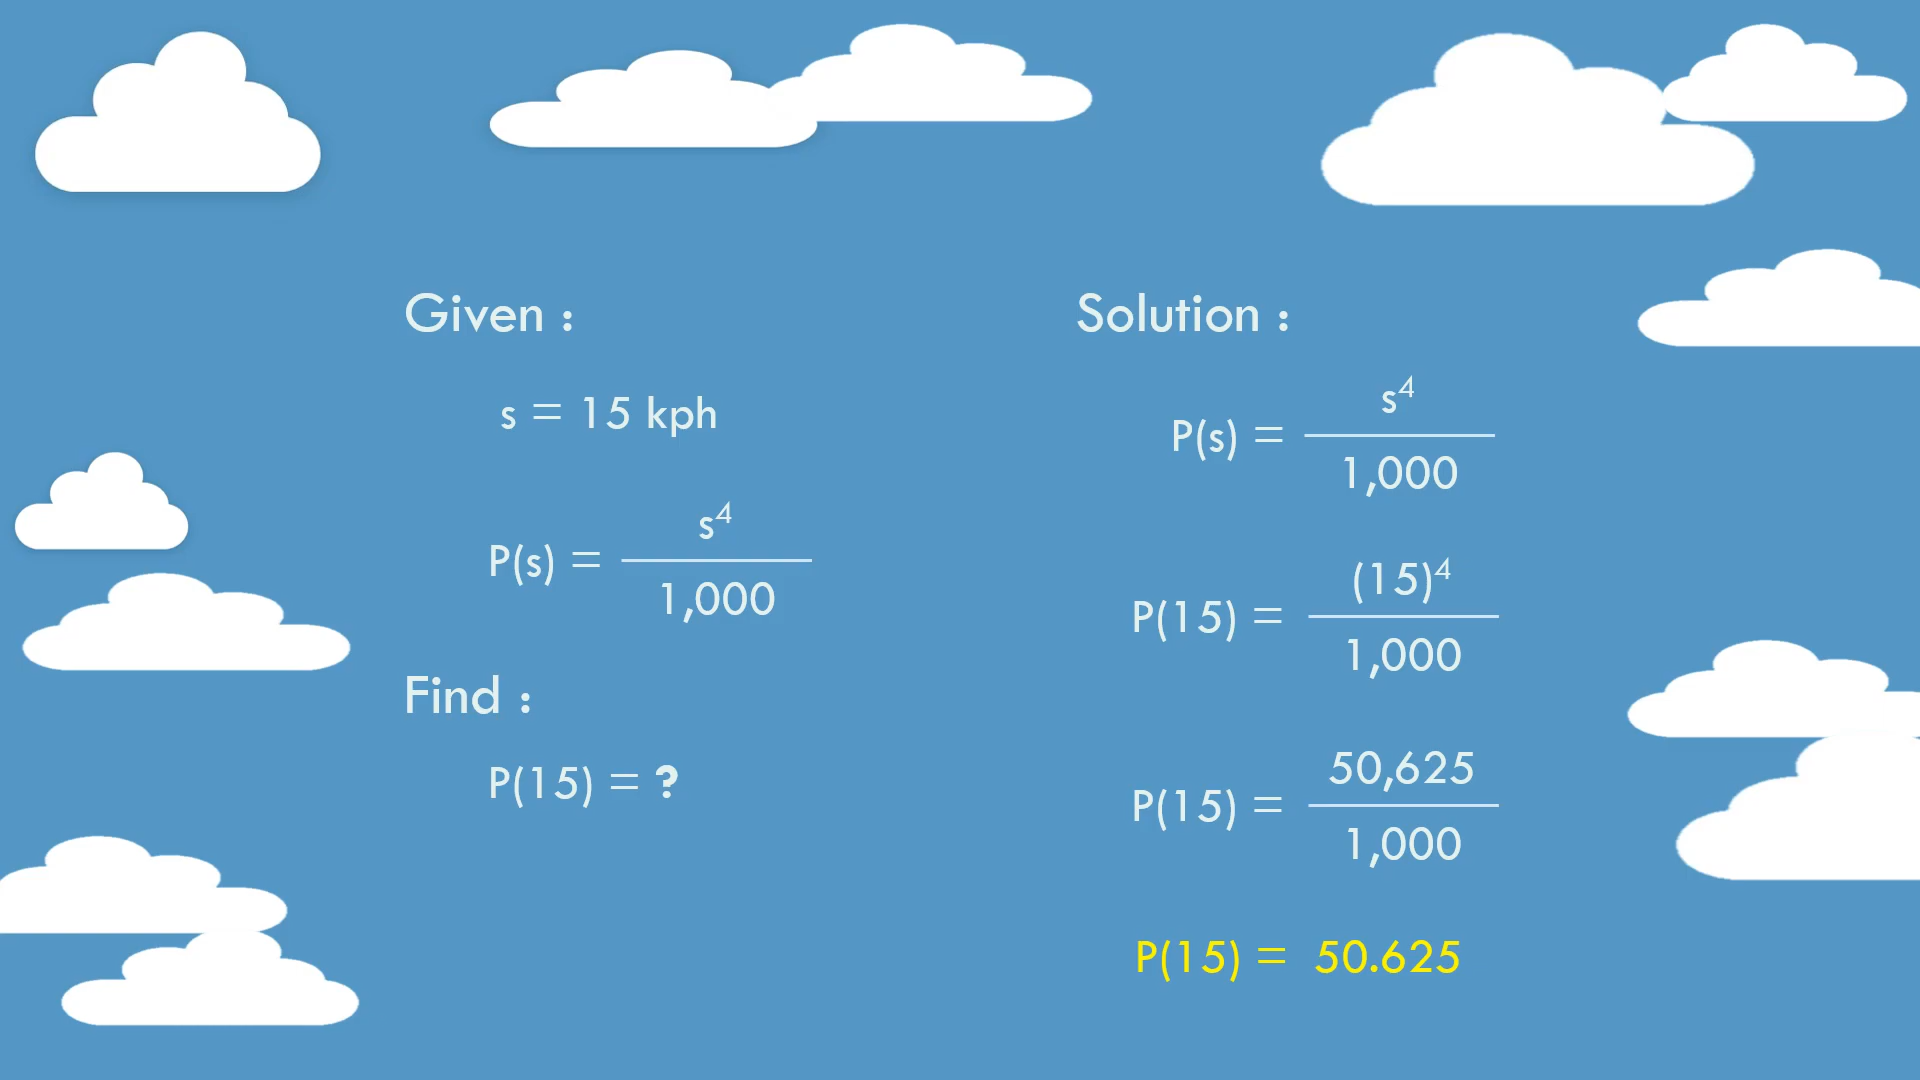 Given :
s = 15 kph
P(s) = s⁴ / 1,000
Find :
P(15) = ?
Solution :
P(s) = s⁴ / 1,000
P(15) = (15)⁴ / 1,000
P(15) = 50,625 / 1,000
P(15) = 50.625